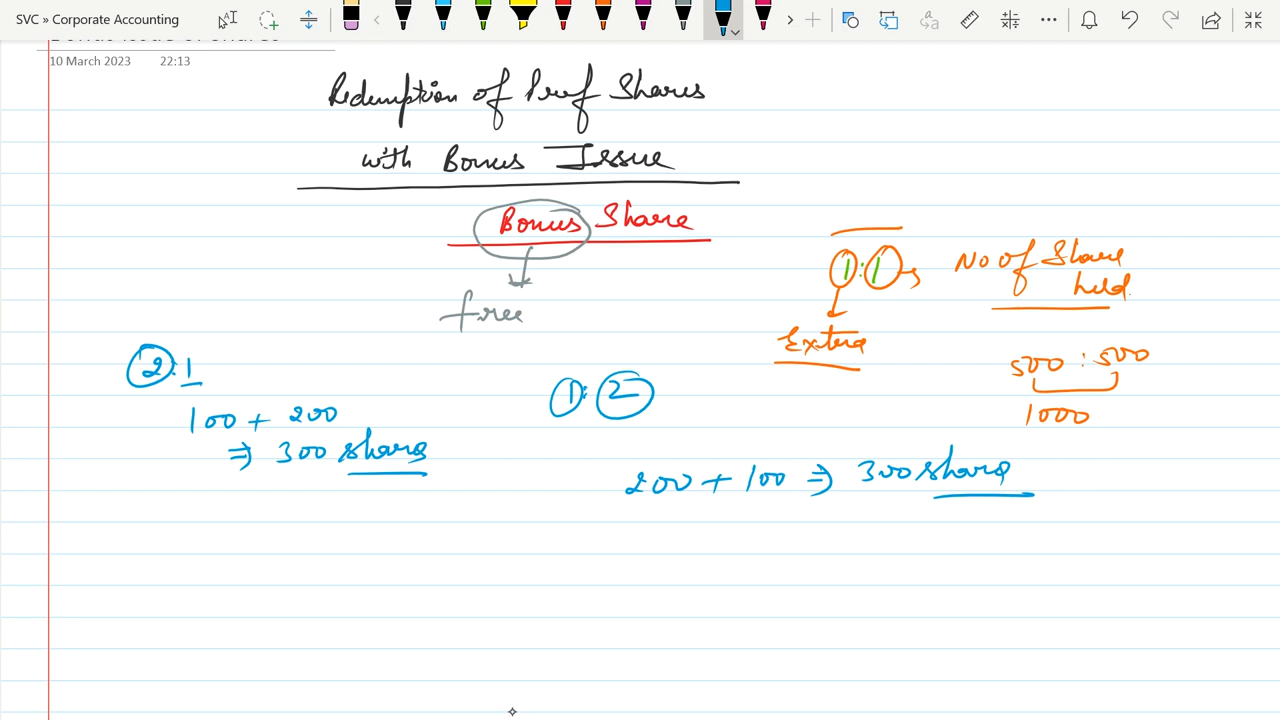 SVC » Corporate Accounting
10 March 2023 22:13
Redemption of Pref Shares
with Bonus Issue
Bonus Share
free
1:1
No of Share
held
Extra
500 : 500
1000
2:1
100 + 200
⇒ 300 share
1:2
200 + 100 ⇒ 300 share